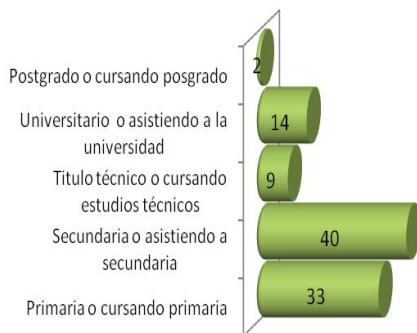 Postgrado o cursando posgrado
2
Universitario o asistiendo a la
universidad
14
Titulo técnico o cursando
estudios técnicos
9
Secundaria o asistiendo a
secundaria
40
Primaria o cursando primaria
33